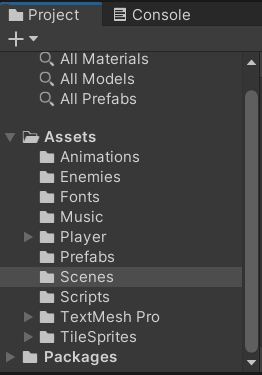 Project
Console
All Materials
All Models
All Prefabs
Assets
Animations
Enemies
Fonts
Music
Player
Prefabs
Scenes
Scripts
TextMesh Pro
TileSprites
Packages